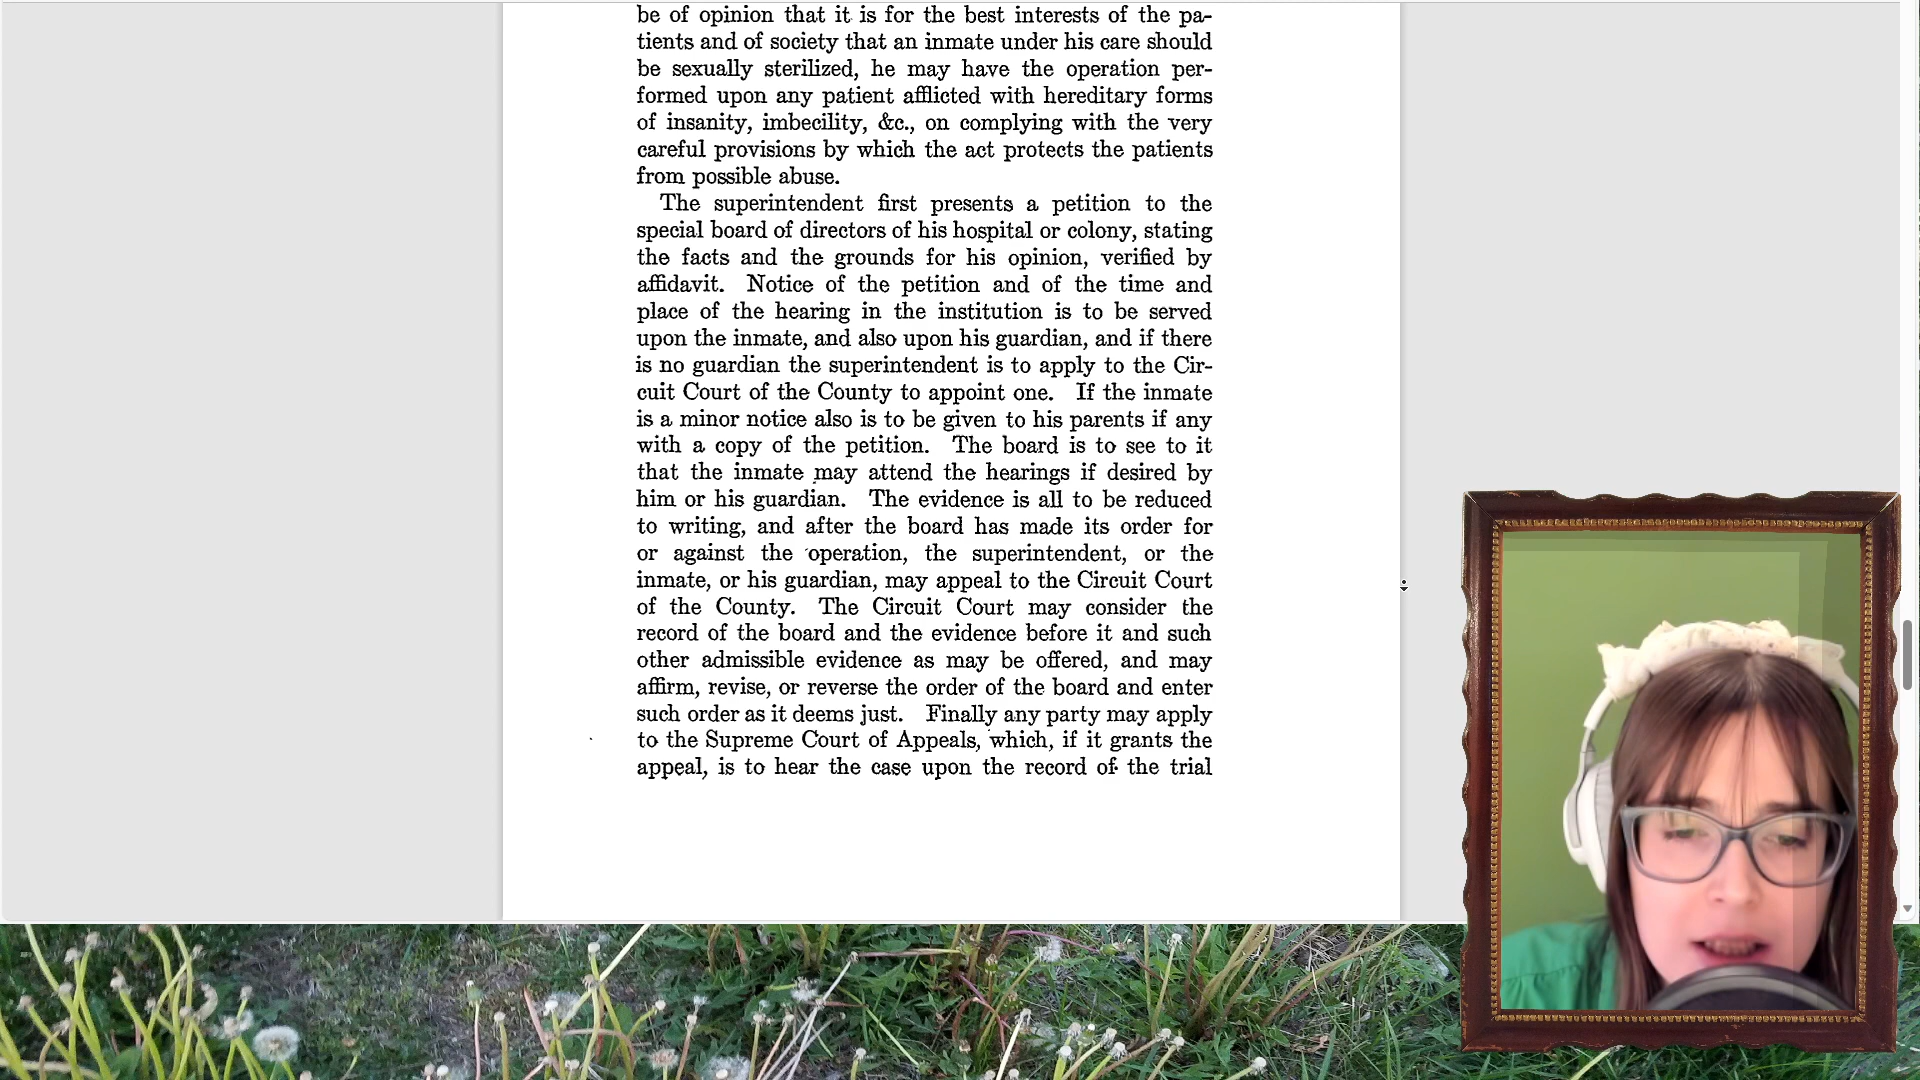 be of opinion that it is for the best interests of the pa-
tients and of society that an inmate under his care should
be sexually sterilized, he may have the operation per-
formed upon any patient afflicted with hereditary forms
of insanity, imbecility, &c., on complying with the very
careful provisions by which the act protects the patients
from possible abuse.
The superintendent first presents a petition to the
special board of directors of his hospital or colony, stating
the facts and the grounds for his opinion, verified by
affidavit. Notice of the petition and of the time and
place of the hearing in the institution is to be served
upon the inmate, and also upon his guardian, and if there
is no guardian the superintendent is to apply to the Cir-
cuit Court of the County to appoint one. If the inmate
is a minor notice also is to be given to his parents if any
with a copy of the petition. The board is to see to it
that the inmate may attend the hearings if desired by
him or his guardian. The evidence is all to be reduced
to writing, and after the board has made its order for
or against the operation, the superintendent, or the
inmate, or his guardian, may appeal to the Circuit Court
of the County. The Circuit Court may consider the
record of the board and the evidence before it and such
other admissible evidence as may be offered, and may
affirm, revise, or reverse the order of the board and enter
such order as it deems just. Finally any party may apply
to the Supreme Court of Appeals, which, if it grants the
appeal, is to hear the case upon the record of the trial